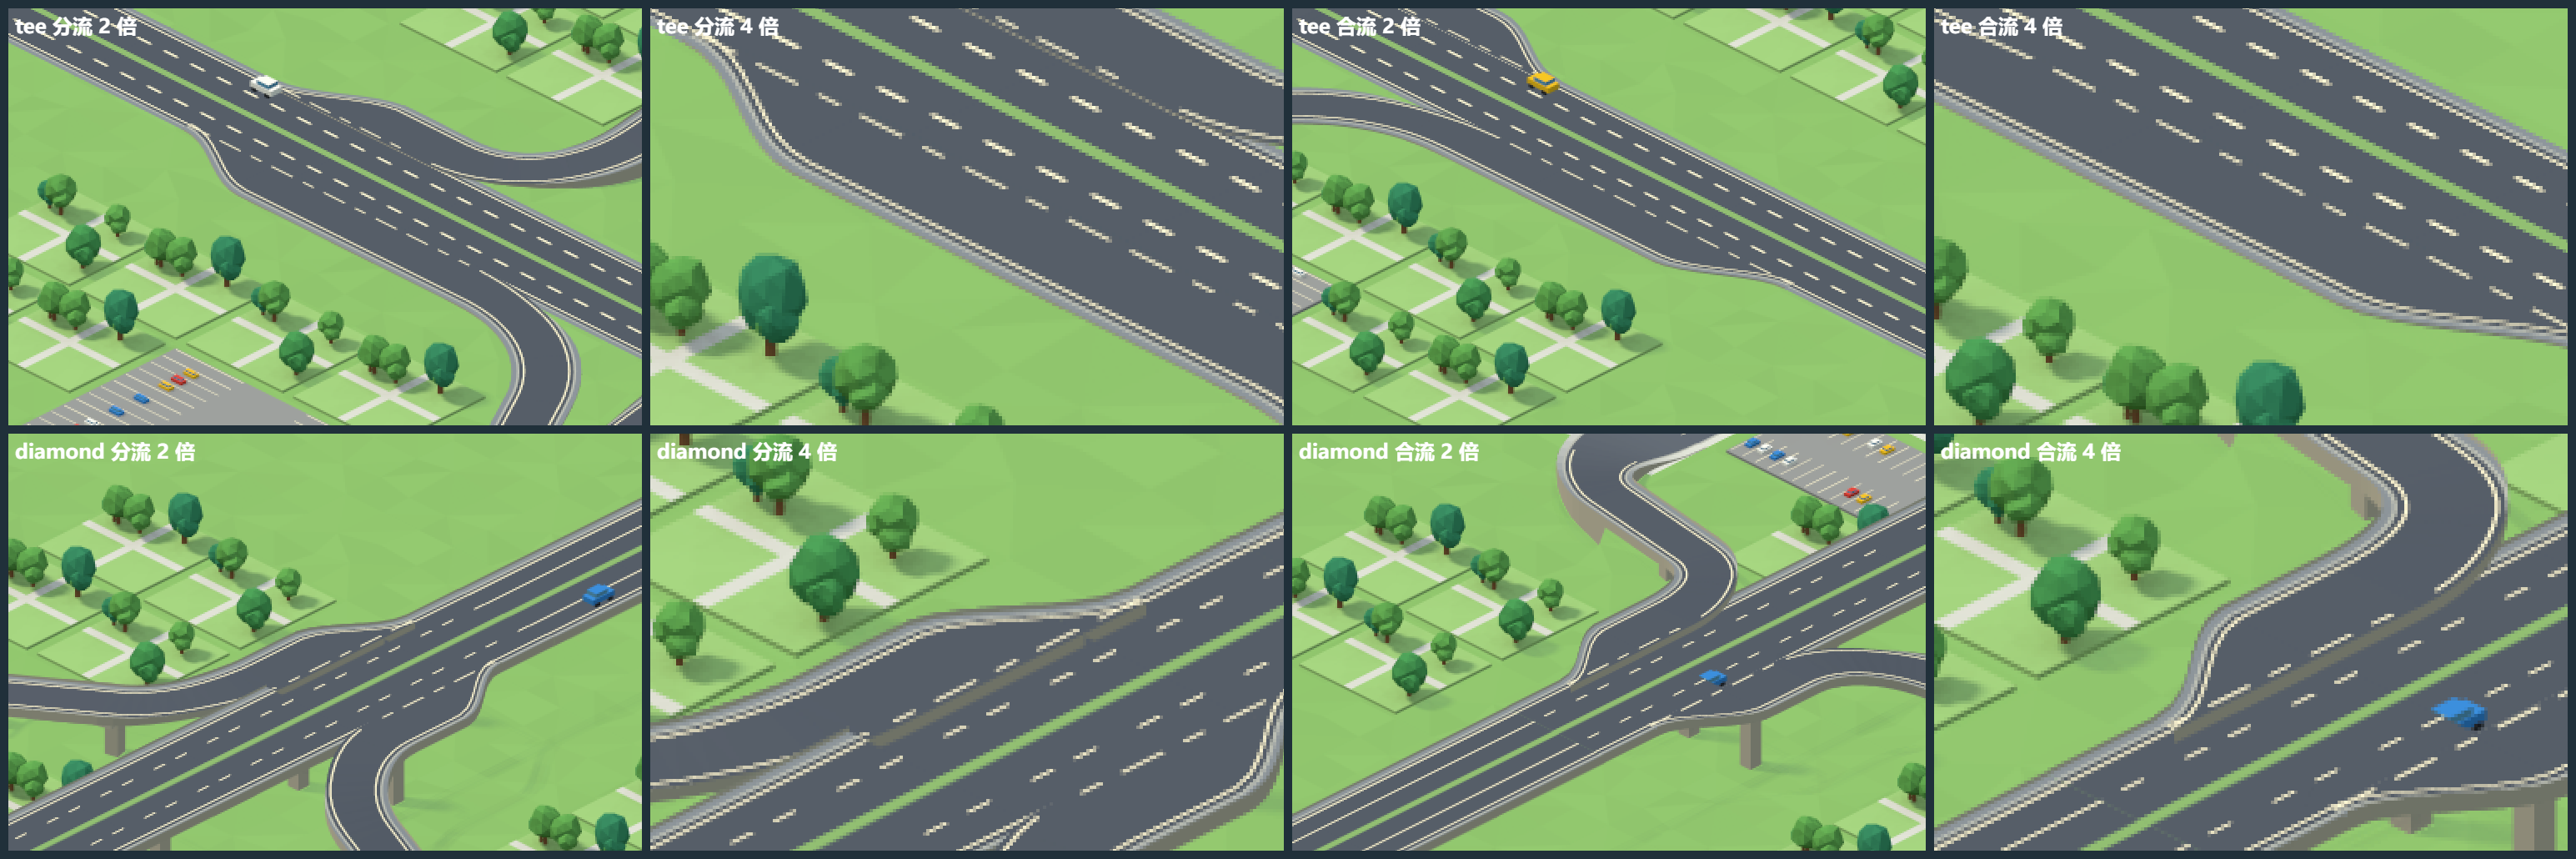 tee 分流 2 倍
tee 分流 4 倍
tee 合流 2 倍
tee 合流 4 倍
diamond 分流 2 倍
diamond 分流 4 倍
diamond 合流 2 倍
diamond 合流 4 倍